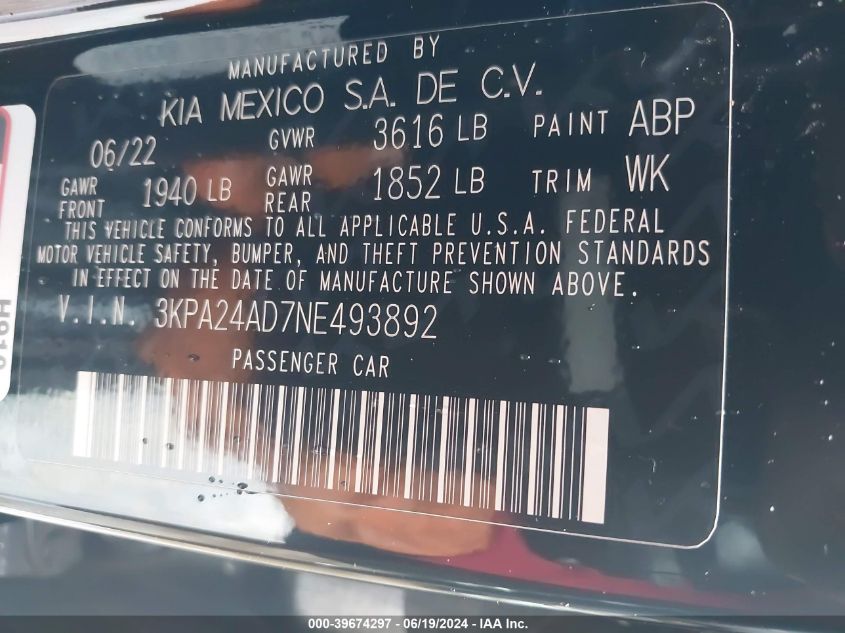 MANUFACTURED BY
KIA MEXICO S.A. DE C.V.
06/22 GVWR 3616 LB PAINT ABP
GAWR FRONT 1940 LB GAWR REAR 1852 LB TRIM WK
THIS VEHICLE CONFORMS TO ALL APPLICABLE U.S.A. FEDERAL
MOTOR VEHICLE SAFETY, BUMPER, AND THEFT PREVENTION STANDARDS
IN EFFECT ON THE DATE OF MANUFACTURE SHOWN ABOVE.
V.I.N. 3KPA24AD7NE493892
PASSENGER CAR
000-39674297 - 06/19/2024 - IAA Inc.